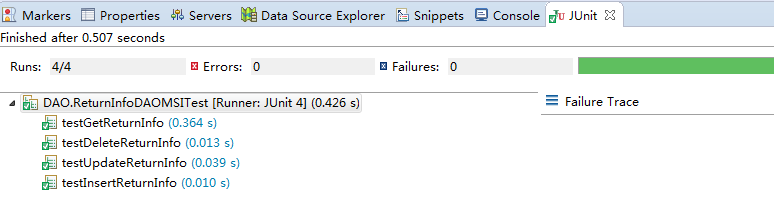 Markers Properties Servers Data Source Explorer Snippets Console JUnit
Finished after 0.507 seconds
Runs: 4/4 Errors: 0 Failures: 0
DAO.ReturnInfoDAOMSITest [Runner: JUnit 4] (0.426 s)
Failure Trace
testGetReturnInfo (0.364 s)
testDeleteReturnInfo (0.013 s)
testUpdateReturnInfo (0.039 s)
testInsertReturnInfo (0.010 s)